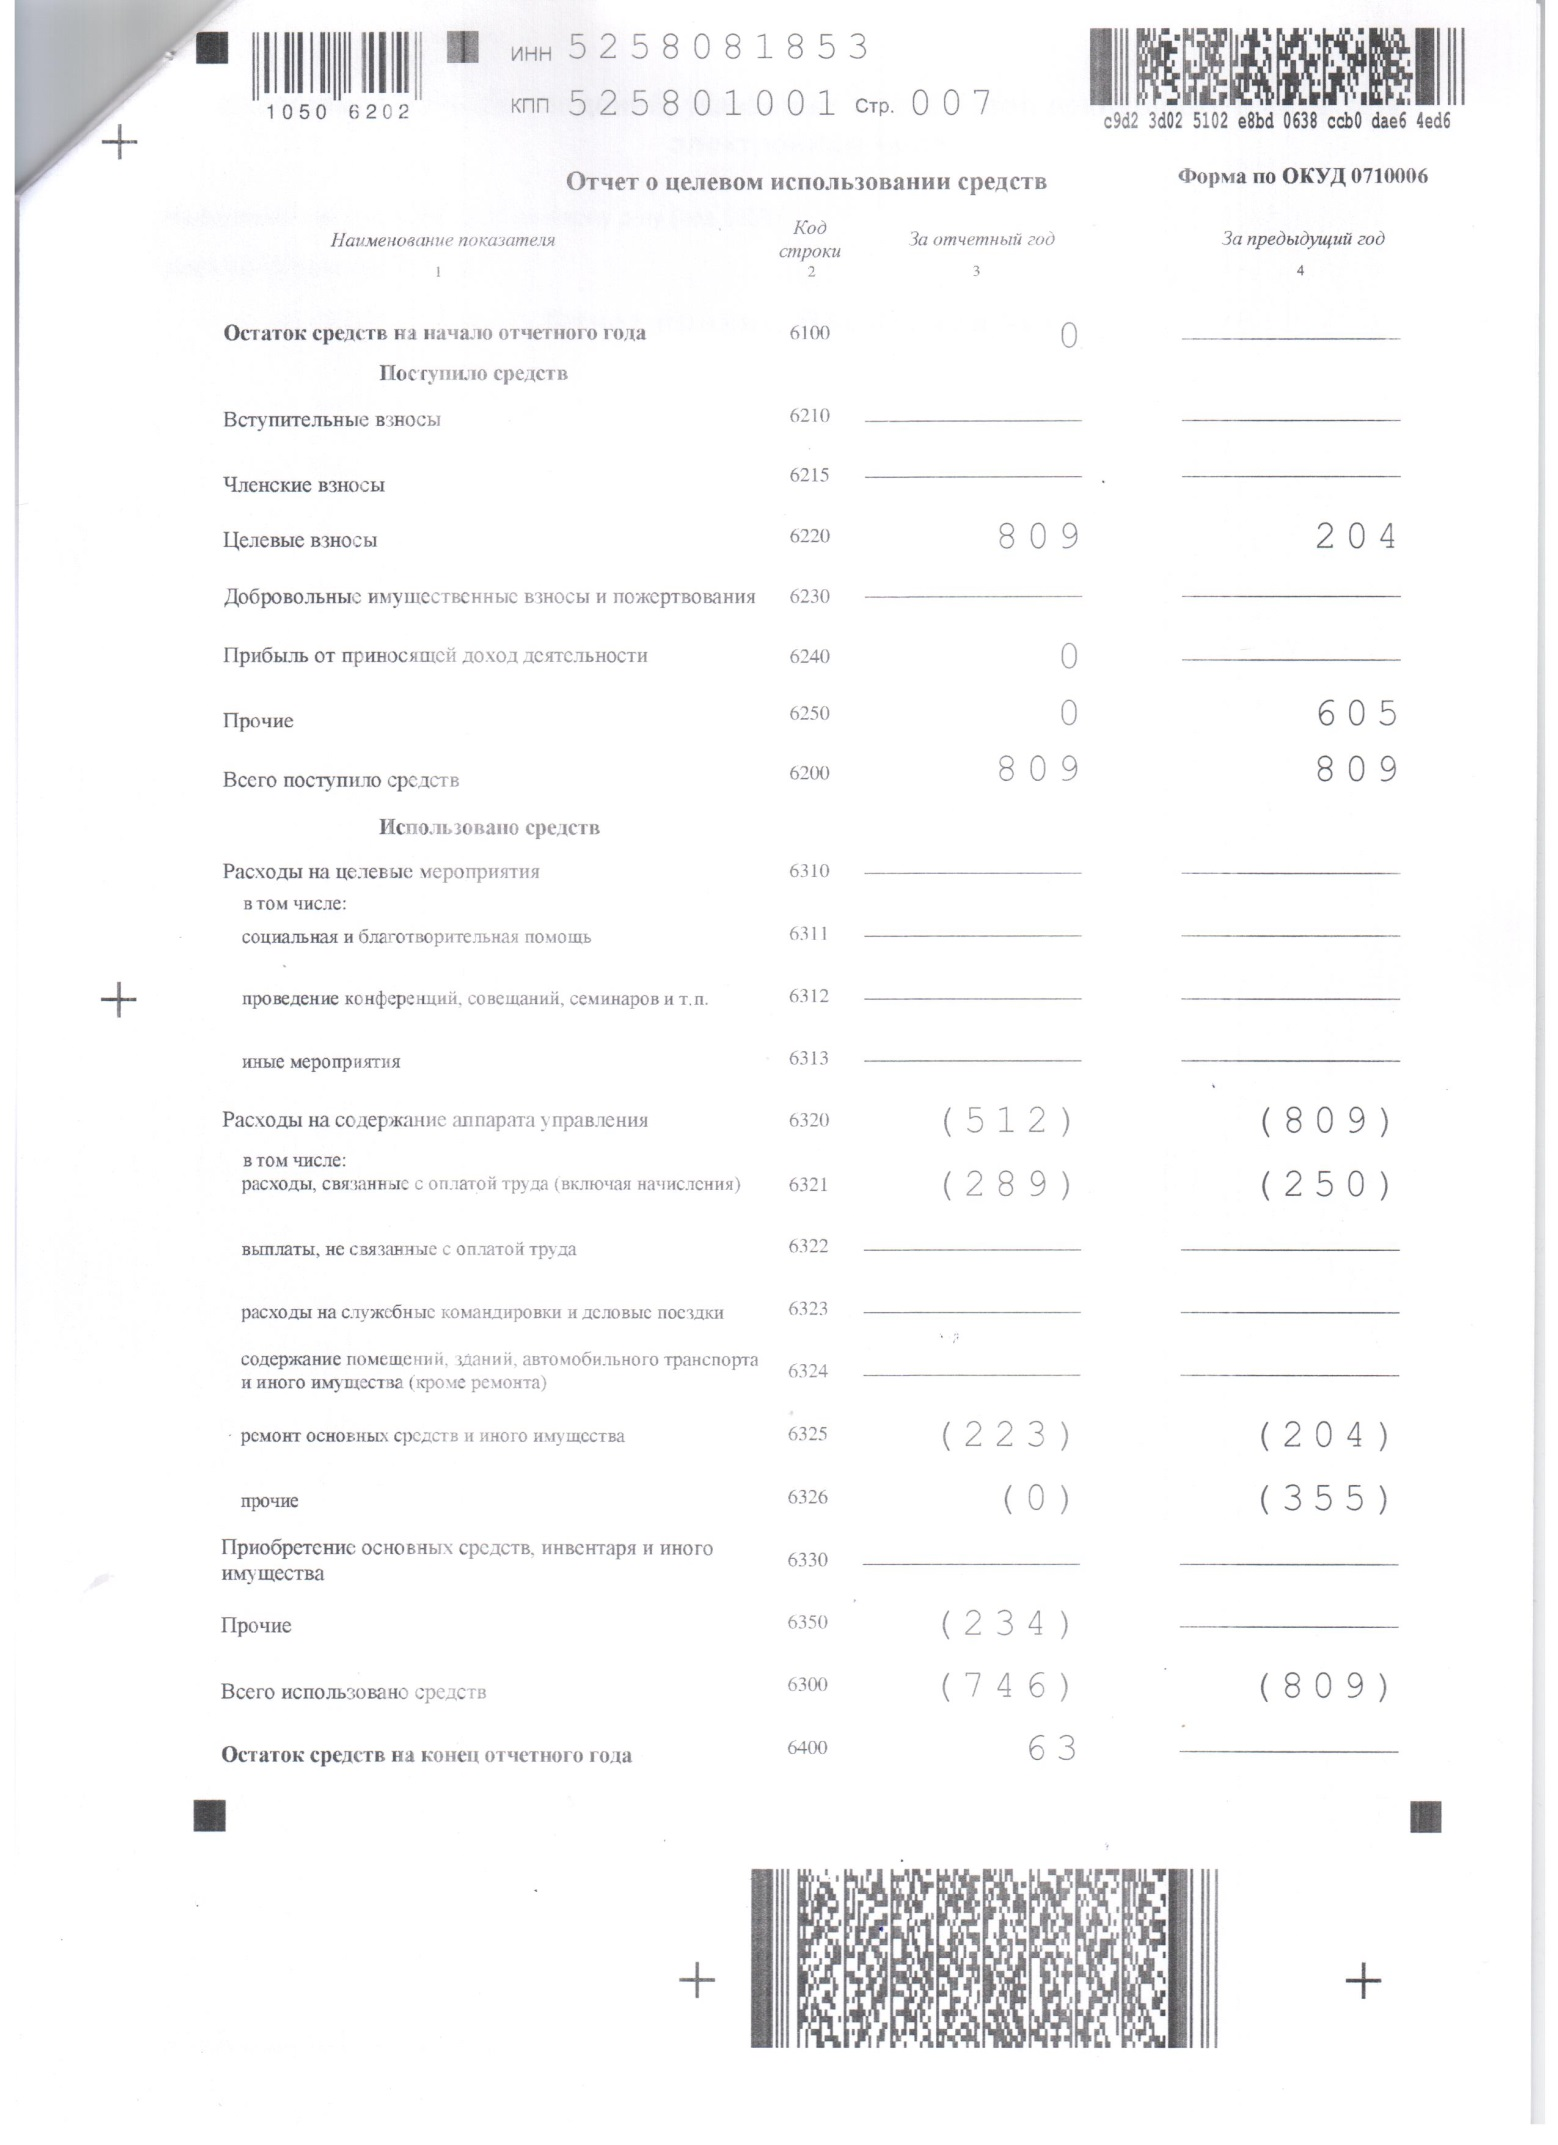 ИНН 5258081853
1050 6202
КПП 525801001 Стр. 007
c9d2 3d02 5102 e8bd 0638 ccb0 dae6 4ed6
Отчет о целевом использовании средств
Форма по ОКУД 0710006
Наименование показателя Код строки За отчетный год За предыдущий год
1 2 3 4
Остаток средств на начало отчетного года 6100 0
Поступило средств
Вступительные взносы 6210
Членские взносы 6215
Целевые взносы 6220 809 204
Добровольные имущественные взносы и пожертвования 6230
Прибыль от приносящей доход деятельности 6240 0
Прочие 6250 0 605
Всего поступило средств 6200 809 809
Использовано средств
Расходы на целевые мероприятия 6310
в том числе:
социальная и благотворительная помощь 6311
проведение конференций, совещаний, семинаров и т.п. 6312
иные мероприятия 6313
Расходы на содержание аппарата управления 6320 (512) (809)
в том числе:
расходы, связанные с оплатой труда (включая начисления) 6321 (289) (250)
выплаты, не связанные с оплатой труда 6322
расходы на служебные командировки и деловые поездки 6323
содержание помещений, зданий, автомобильного транспорта
и иного имущества (кроме ремонта) 6324
ремонт основных средств и иного имущества 6325 (223) (204)
прочие 6326 (0) (355)
Приобретение основных средств, инвентаря и иного
имущества 6330
Прочие 6350 (234)
Всего использовано средств 6300 (746) (809)
Остаток средств на конец отчетного года 6400 63